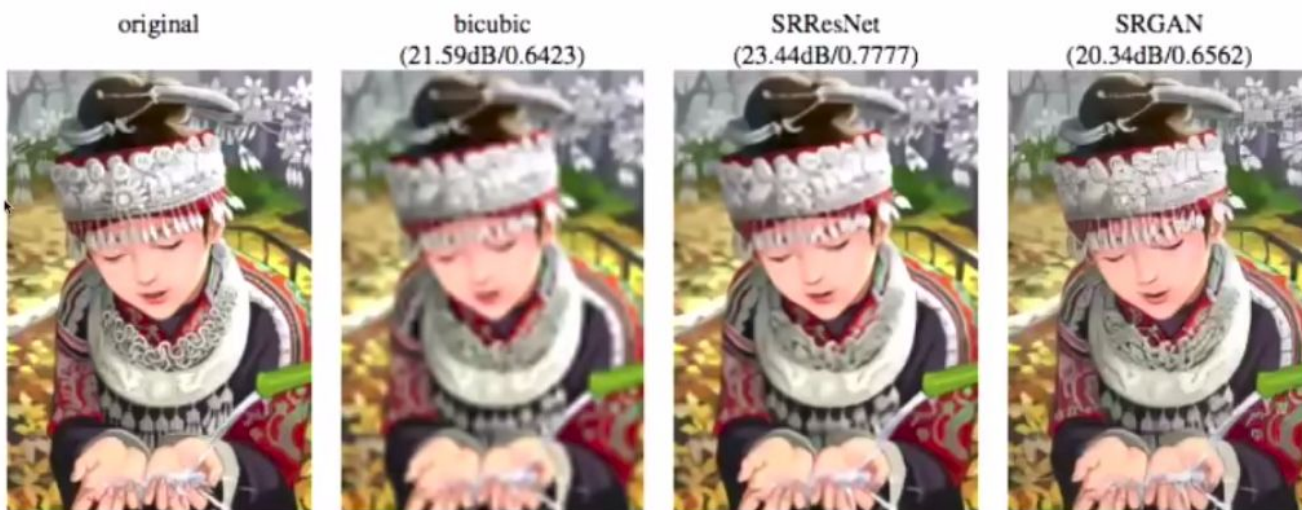 original
bicubic
(21.59dB/0.6423)
SRResNet
(23.44dB/0.7777)
SRGAN
(20.34dB/0.6562)